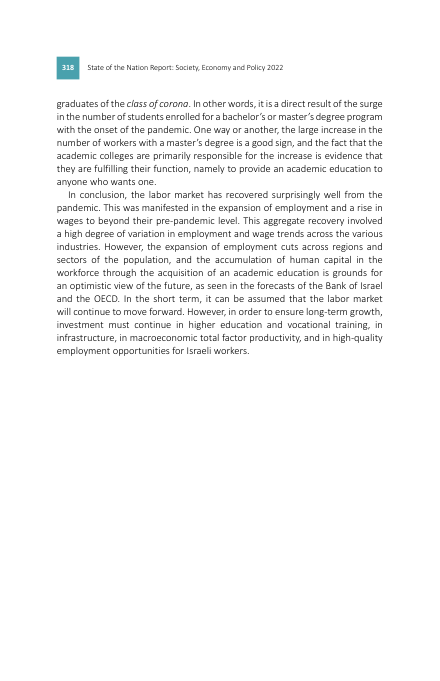 318 State of the Nation Report: Society, Economy and Policy 2022
graduates of the class of corona. In other words, it is a direct result of the surge
in the number of students enrolled for a bachelor's or master's degree program
with the onset of the pandemic. One way or another, the large increase in the
number of workers with a master's degree is a good sign, and the fact that the
academic colleges are primarily responsible for the increase is evidence that
they are fulfilling their function, namely to provide an academic education to
anyone who wants one.
In conclusion, the labor market has recovered surprisingly well from the
pandemic. This was manifested in the expansion of employment and a rise in
wages to beyond their pre-pandemic level. This aggregate recovery involved
a high degree of variation in employment and wage trends across the various
industries. However, the expansion of employment cuts across regions and
sectors of the population, and the accumulation of human capital in the
workforce through the acquisition of an academic education is grounds for
an optimistic view of the future, as seen in the forecasts of the Bank of Israel
and the OECD. In the short term, it can be assumed that the labor market
will continue to move forward. However, in order to ensure long-term growth,
investment must continue in higher education and vocational training, in
infrastructure, in macroeconomic total factor productivity, and in high-quality
employment opportunities for Israeli workers.